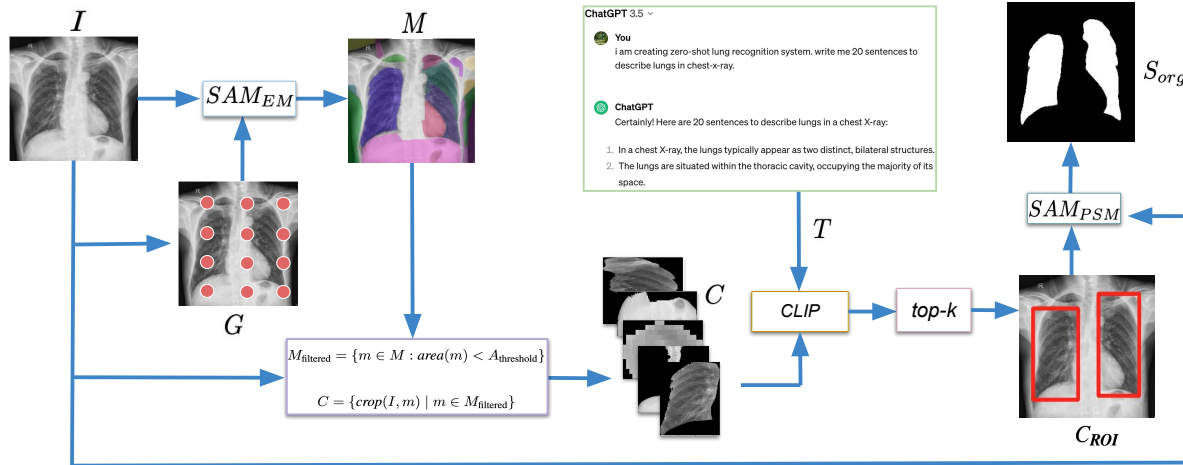 I
SAM_EM
M
G
ChatGPT 3.5
You
i am creating zero-shot lung recognition system. write me 20 sentences to
describe lungs in chest-x-ray.
ChatGPT
Certainly! Here are 20 sentences to describe lungs in a chest X-ray:
1. In a chest X-ray, the lungs typically appear as two distinct, bilateral structures.
2. The lungs are situated within the thoracic cavity, occupying the majority of its
space.
T
M_filtered = {m ∈ M : area(m) < A_threshold}
C = {crop(I, m) | m ∈ M_filtered}
C
CLIP
top-k
R
C_ROI
SAM_PSM
S_org